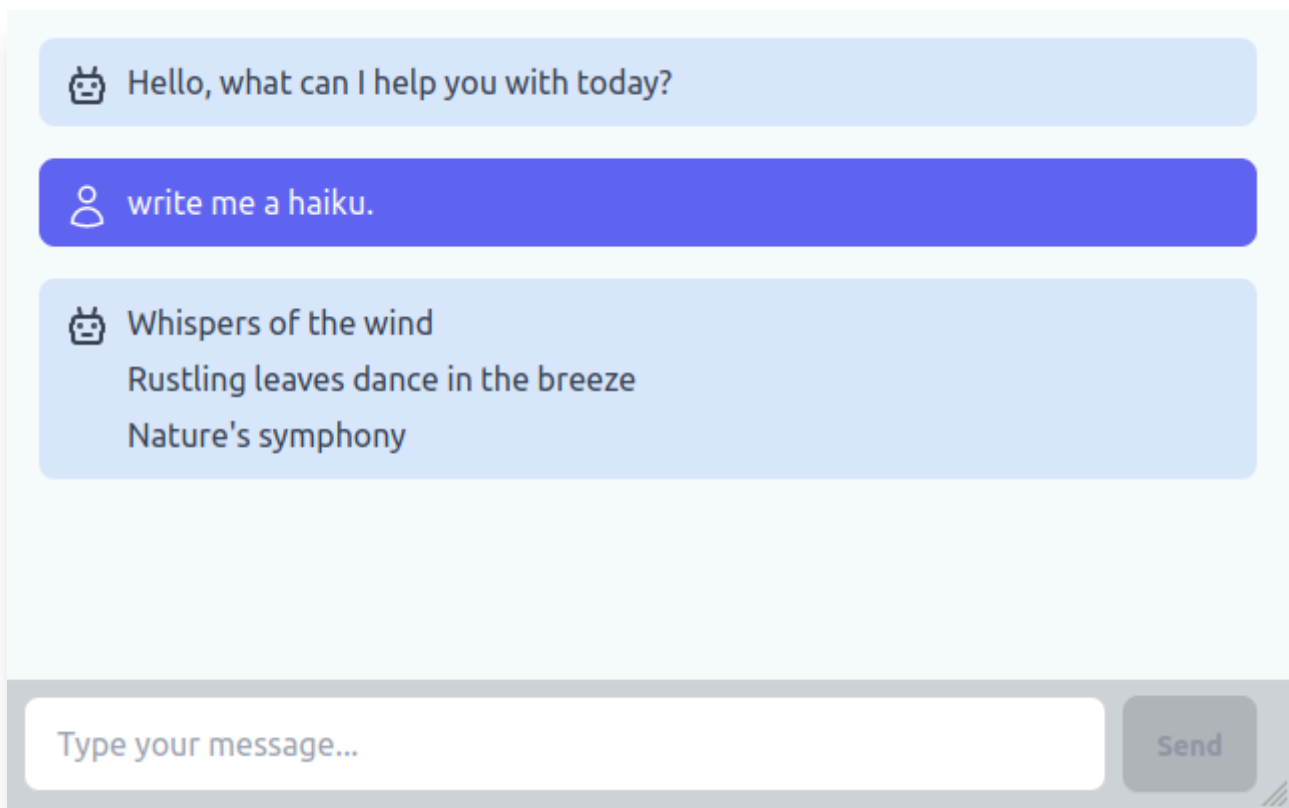 Hello, what can I help you with today?
write me a haiku.
Whispers of the wind
Rustling leaves dance in the breeze
Nature's symphony
Type your message...
Send